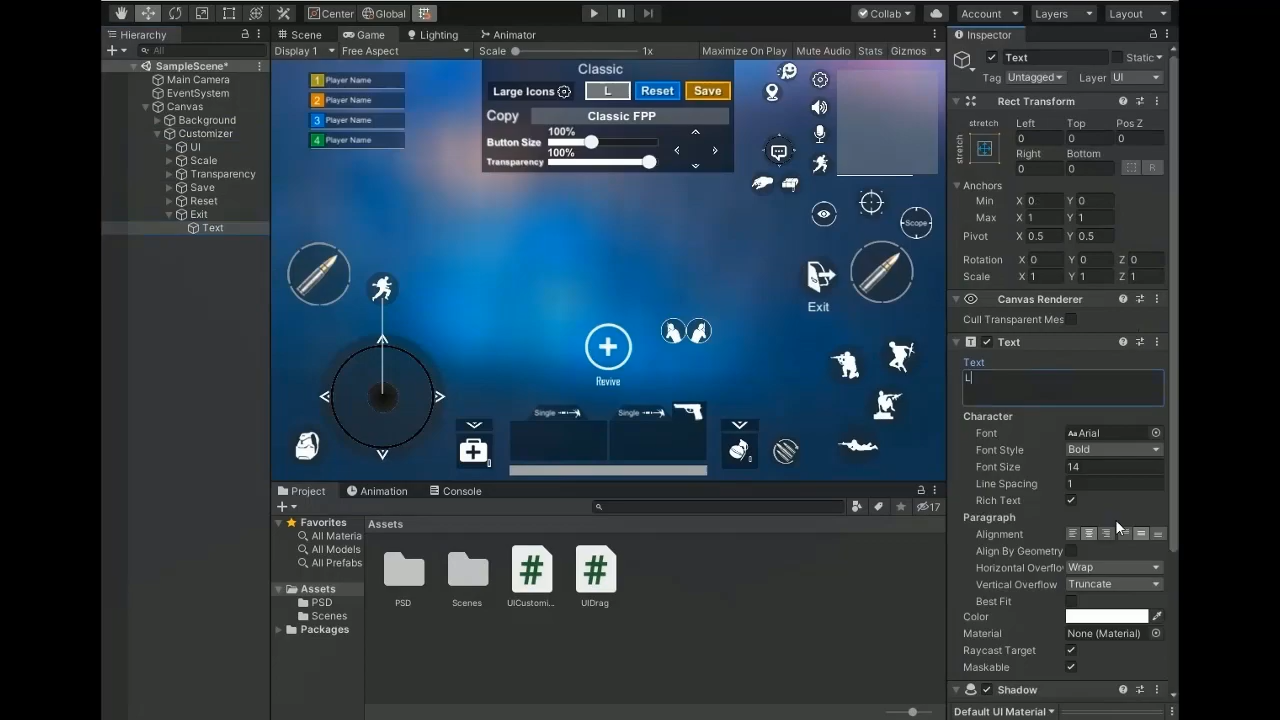 Center Global Collab Account Layers Layout
Hierarchy Scene Game Lighting Animator Inspector
All Display 1 Free Aspect Scale 1x Maximize On Play Mute Audio Stats Gizmos
SampleScene*
Main Camera
EventSystem
Canvas
Background
Customizer
UI
Scale
Transparency
Save
Reset
Exit
Text
1 Player Name
2 Player Name
3 Player Name
4 Player Name
Classic
Large Icons L Reset Save
Copy Classic FPP
100%
Button Size
100%
Transparency
Scope
Exit
Revive
Single Single
Text Static
Tag Untagged Layer UI
Rect Transform
stretch Left Top Pos Z
stretch 0 0 0
Right Bottom
0 0 R
Anchors
Min X 0 Y 0
Max X 1 Y 1
Pivot X 0.5 Y 0.5
Rotation X 0 Y 0 Z 0
Scale X 1 Y 1 Z 1
Canvas Renderer
Cull Transparent Mes
Text
Text
L
Character
Font Arial
Font Style Bold
Font Size 14
Line Spacing 1
Rich Text
Paragraph
Alignment
Align By Geometry
Horizontal Overflo Wrap
Vertical Overflow Truncate
Best Fit
Color
Material None (Material)
Raycast Target
Maskable
Shadow
Default UI Material
Project Animation Console
17
Favorites
All Materia
All Models
All Prefabs
Assets
PSD
Scenes
Packages
Assets
PSD Scenes UICustomi... UIDrag